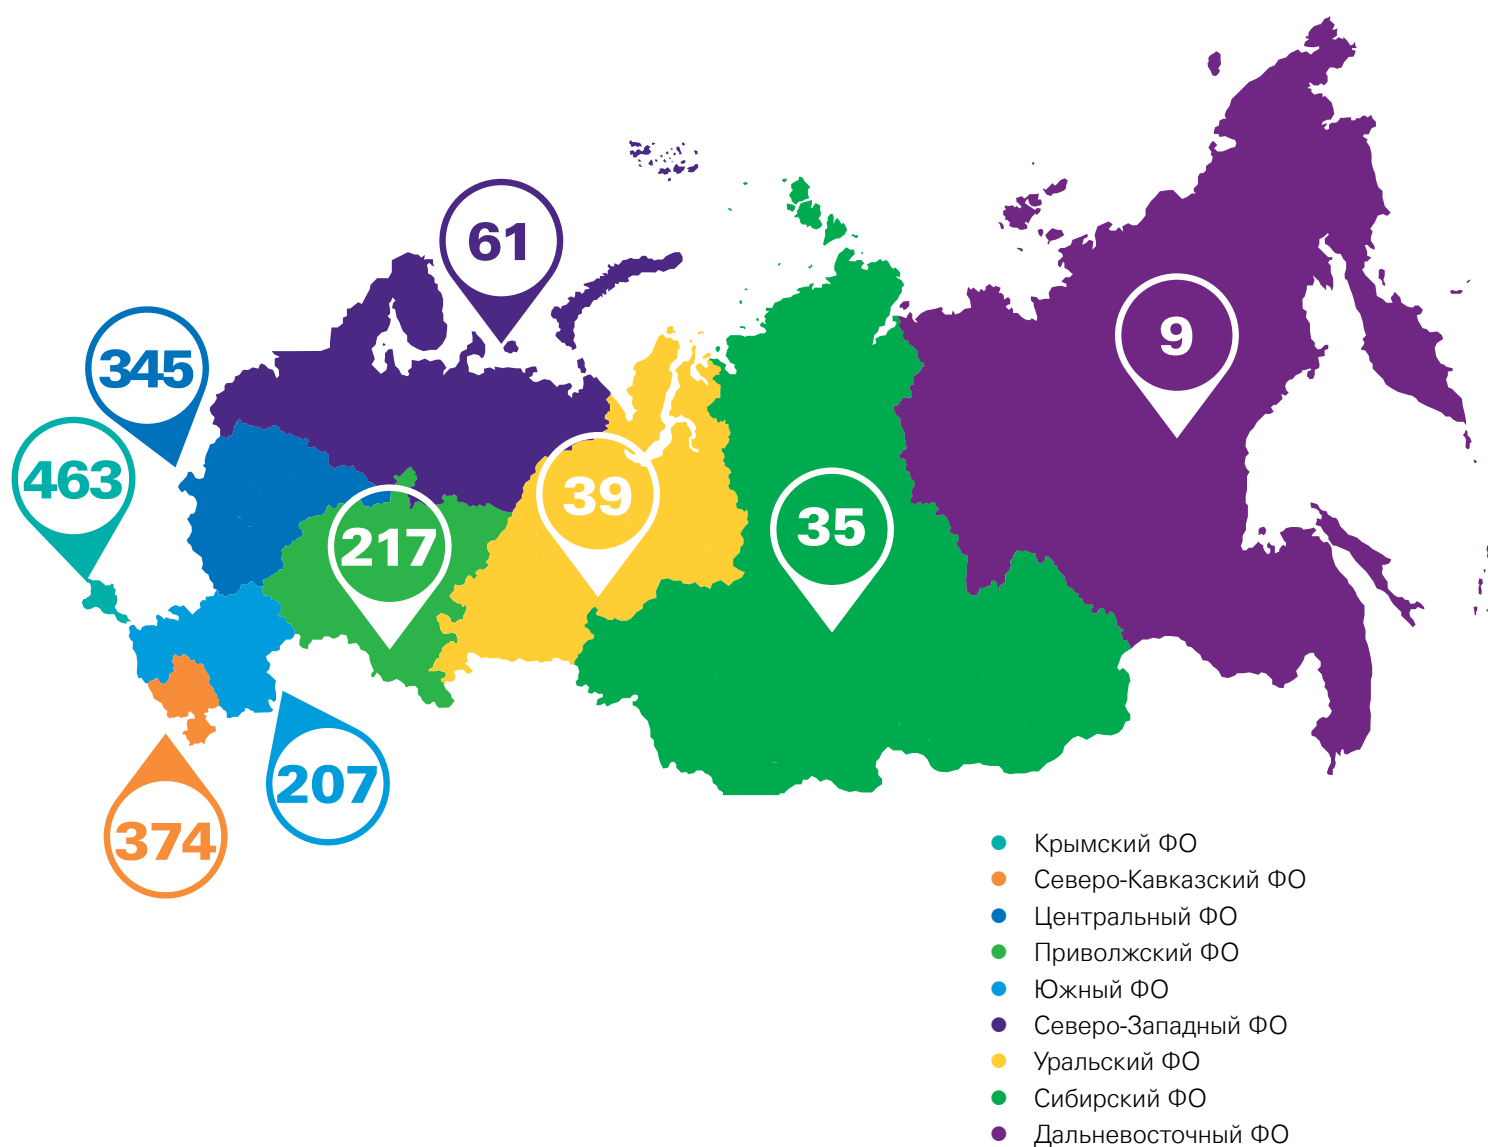 61
9
345
463
39
35
217
207
374
Крымский ФО
Северо-Кавказский ФО
Центральный ФО
Приволжский ФО
Южный ФО
Северо-Западный ФО
Уральский ФО
Сибирский ФО
Дальневосточный ФО